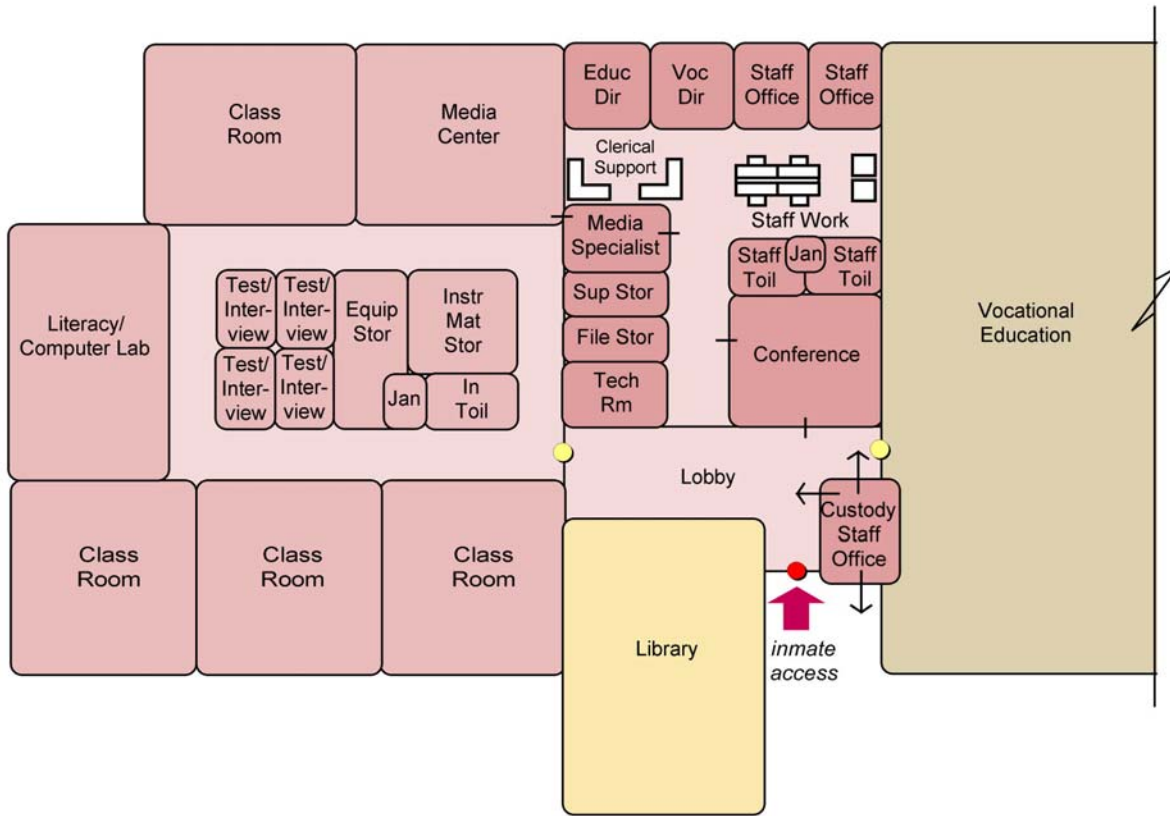 Class
Room
Media
Center
Educ
Dir
Voc
Dir
Staff
Office
Staff
Office
Clerical
Support
Staff Work
Media
Specialist
Staff
Toil
Jan
Staff
Toil
Literacy/
Computer Lab
Test/
Inter-
view
Test/
Inter-
view
Equip
Stor
Instr
Mat
Stor
Sup Stor
File Stor
Conference
Vocational
Education
Test/
Inter-
view
Test/
Inter-
view
Jan
In
Toil
Tech
Rm
Lobby
Custody
Staff
Office
Class
Room
Class
Room
Class
Room
Library
inmate
access